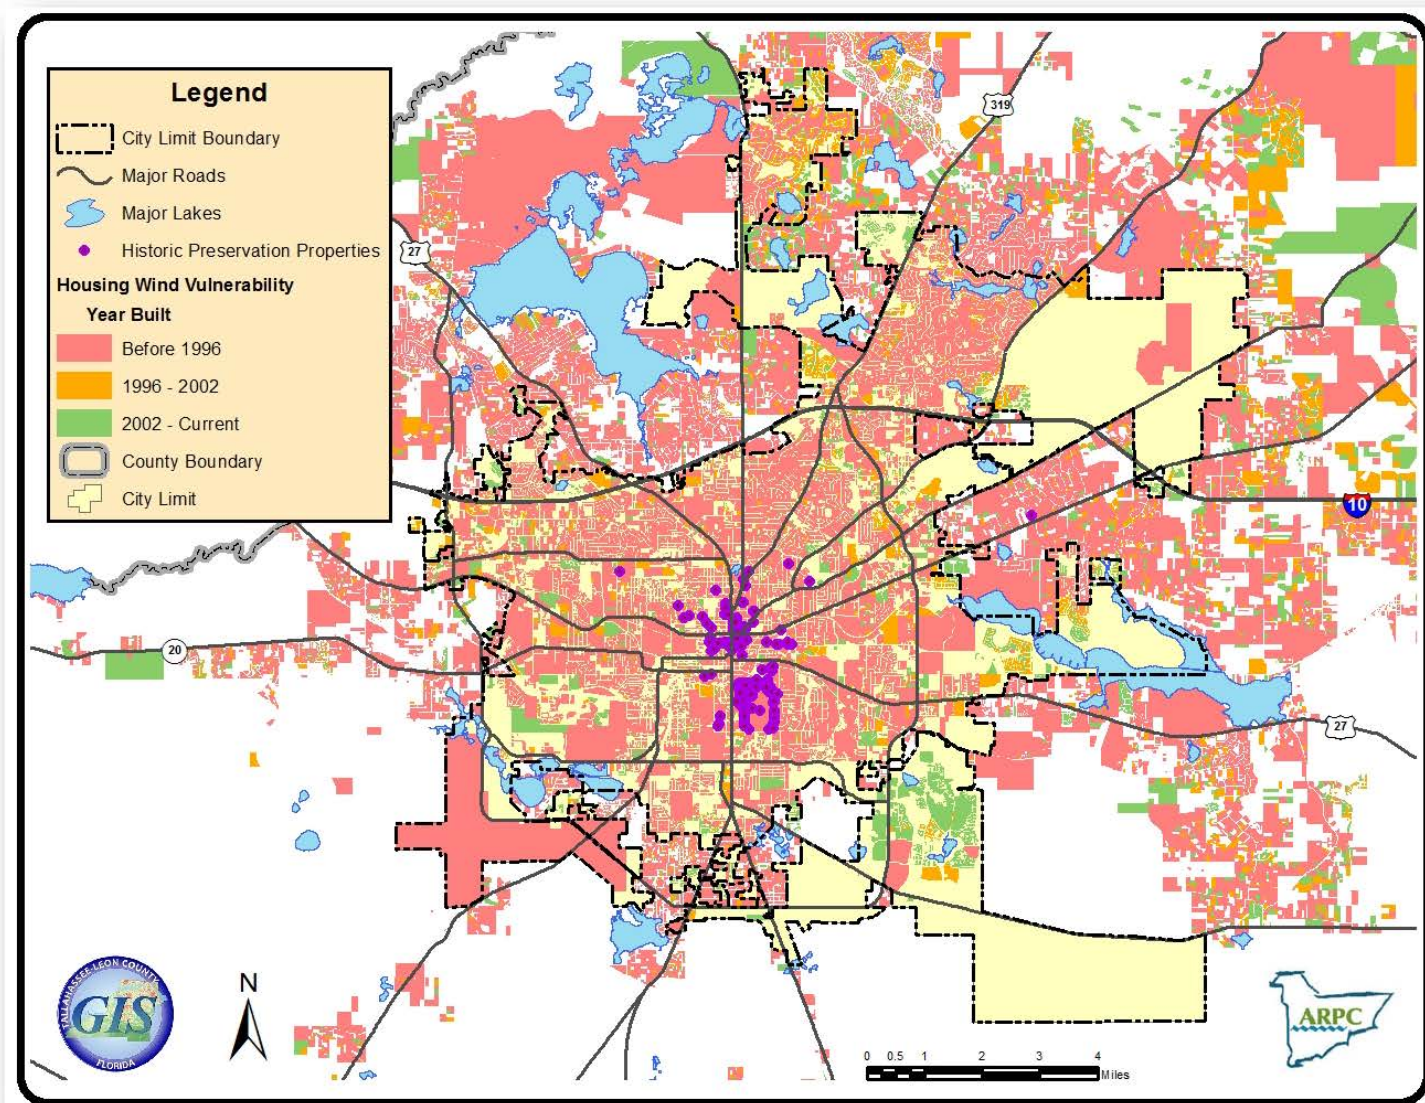 Legend
City Limit Boundary
Major Roads
Major Lakes
Historic Preservation Properties
Housing Wind Vulnerability
Year Built
Before 1996
1996 - 2002
2002 - Current
County Boundary
City Limit
319
27
10
20
27
TALLAHASSEE-LEON COUNTY
GIS
FLORIDA
N
0 0.5 1 2 3 4
Miles
ARPC